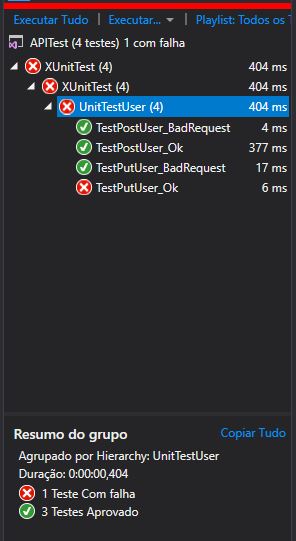 Executar Tudo | Executar... | Playlist: Todos os T
APITest (4 testes) 1 com falha
XUnitTest (4) 404 ms
XUnitTest (4) 404 ms
UnitTestUser (4) 404 ms
TestPostUser_BadRequest 4 ms
TestPostUser_Ok 377 ms
TestPutUser_BadRequest 17 ms
TestPutUser_Ok 6 ms
Resumo do grupo Copiar Tudo
Agrupado por Hierarchy: UnitTestUser
Duração: 0:00:00,404
1 Teste Com falha
3 Testes Aprovado